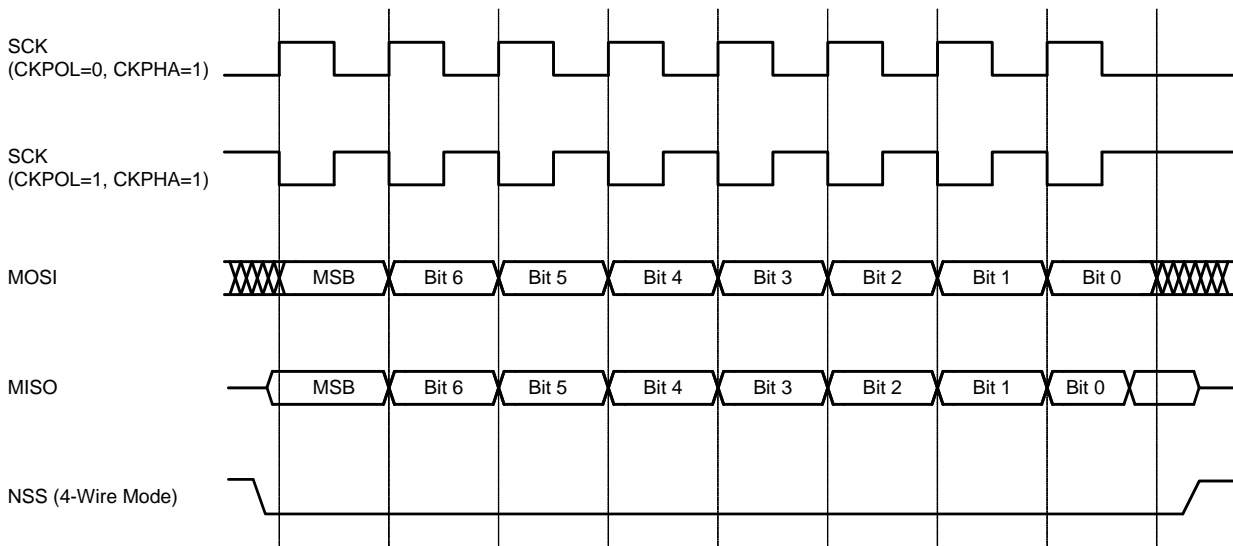 SCK
(CKPOL=0, CKPHA=1)
SCK
(CKPOL=1, CKPHA=1)
MOSI
MSB
Bit 6
Bit 5
Bit 4
Bit 3
Bit 2
Bit 1
Bit 0
MISO
MSB
Bit 6
Bit 5
Bit 4
Bit 3
Bit 2
Bit 1
Bit 0
NSS (4-Wire Mode)